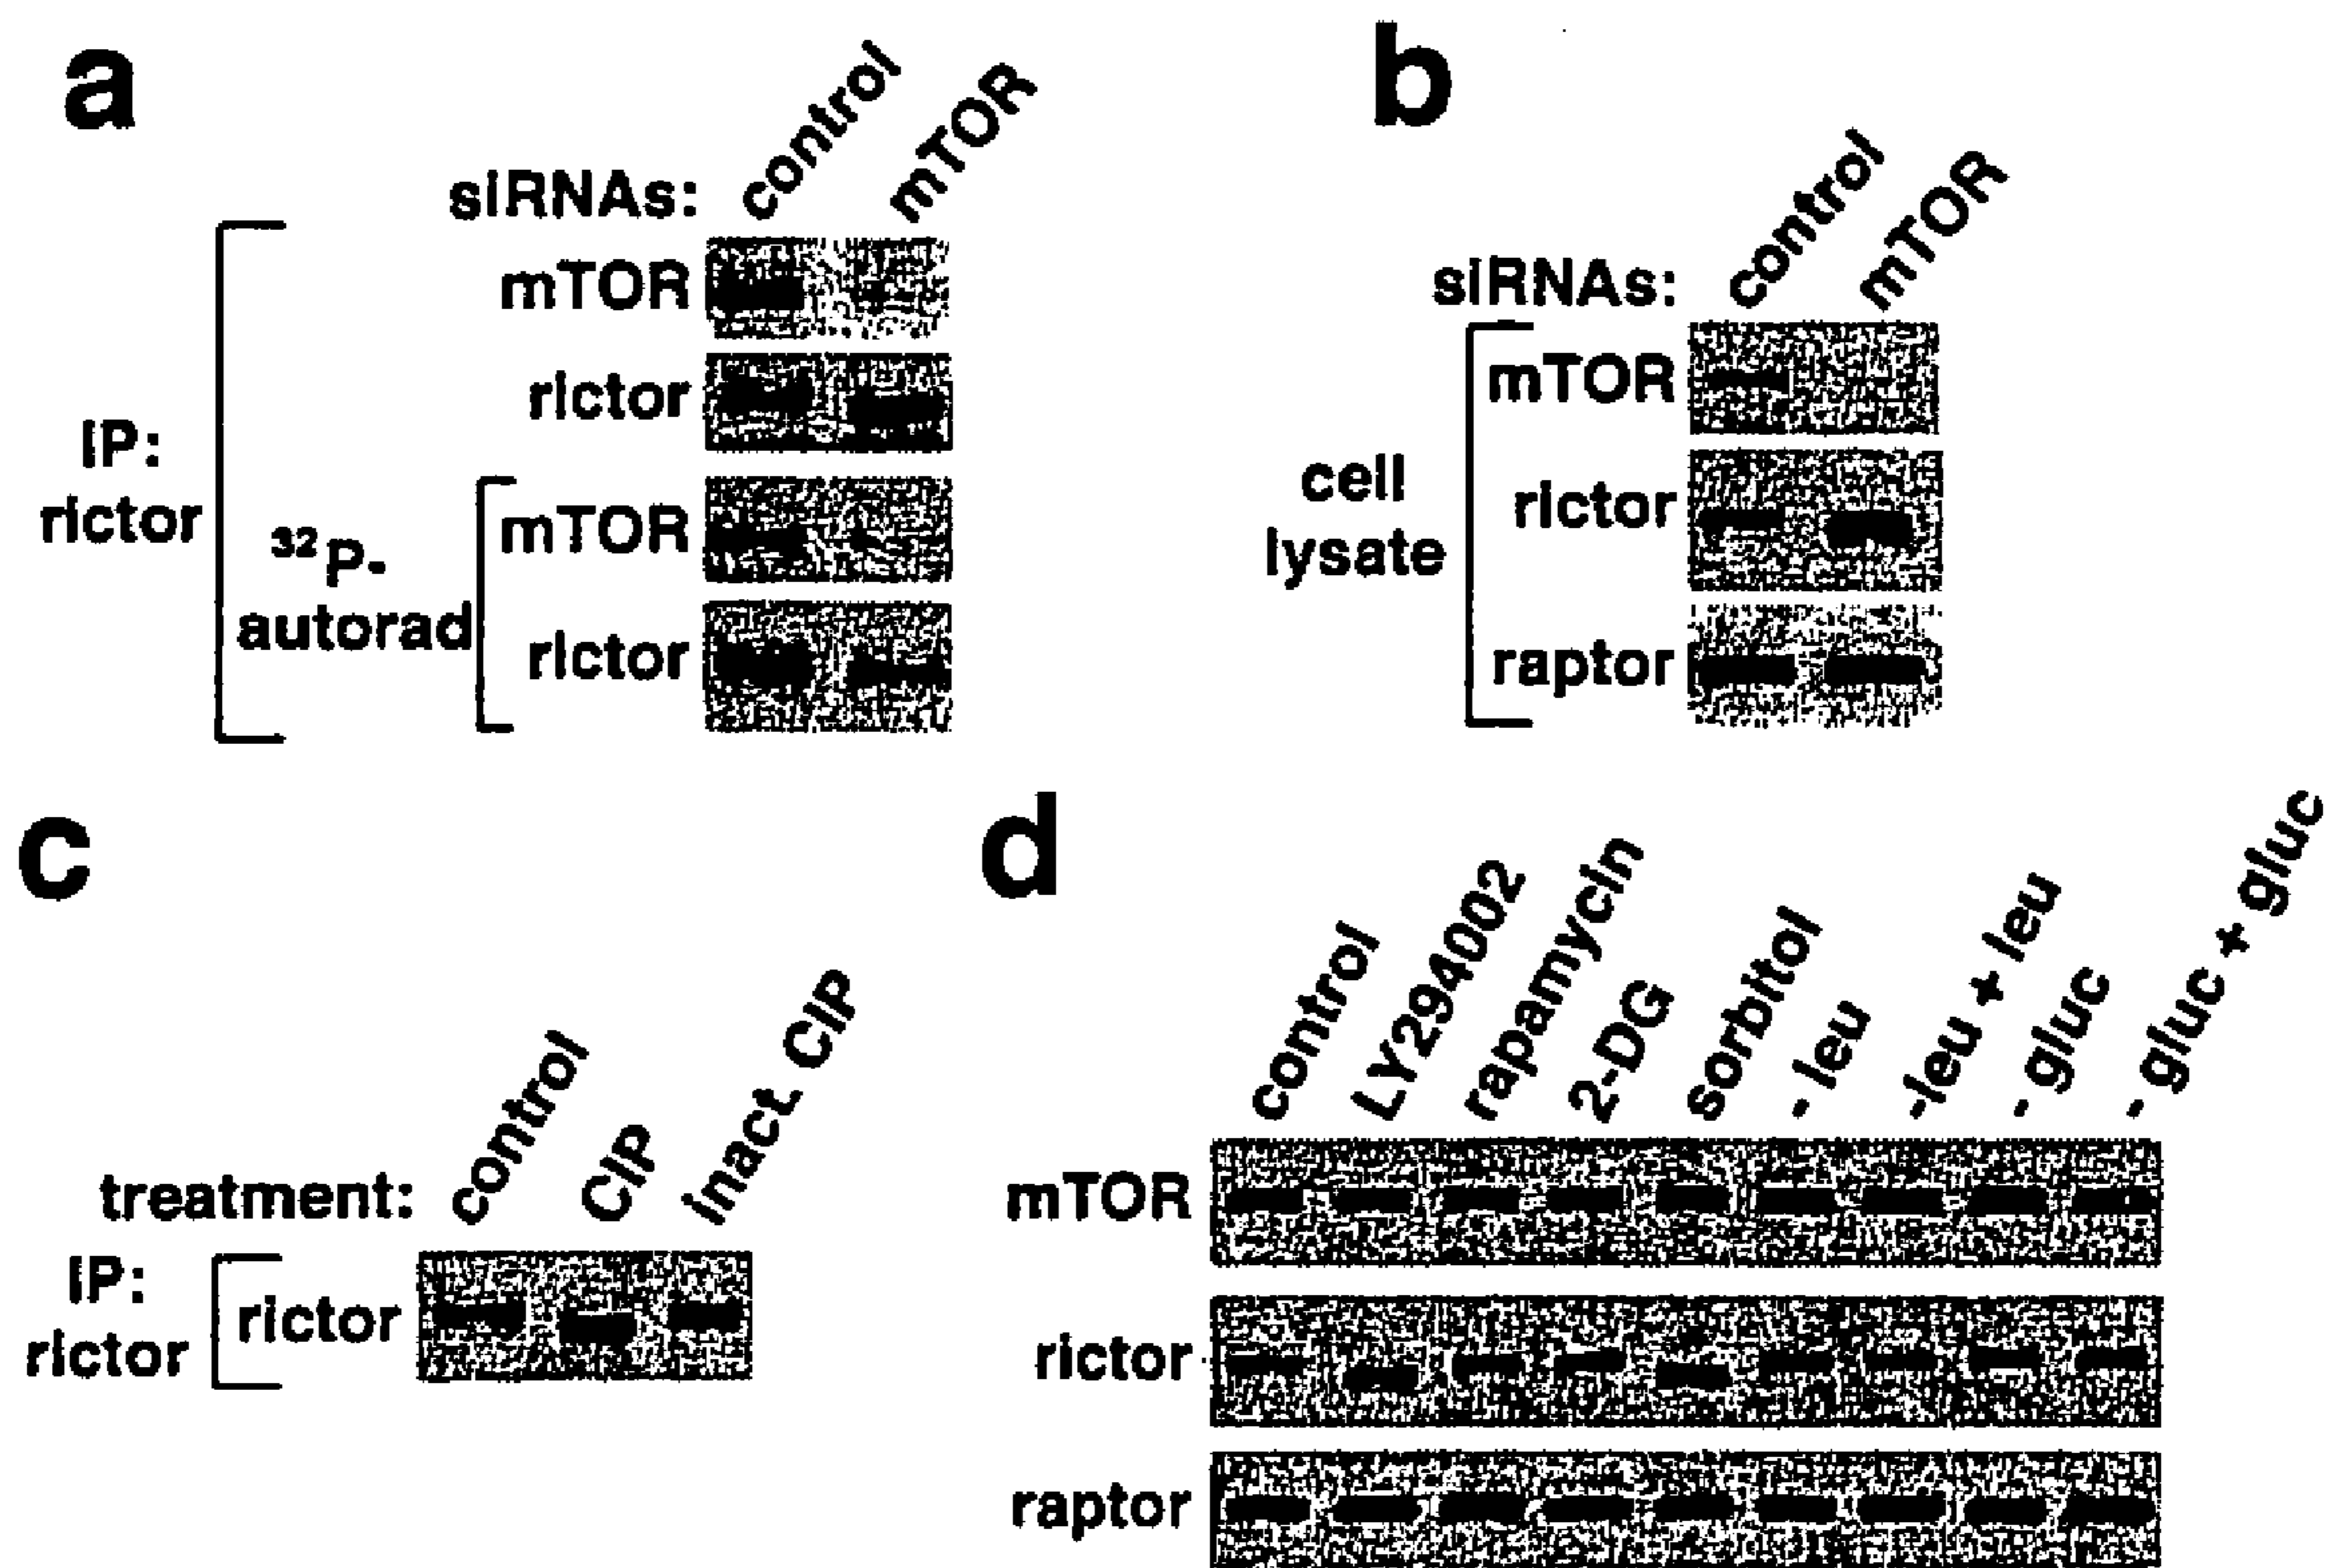 a
control
mTOR
siRNAs:
mTOR
rictor
IP:
rictor
32P-
autorad
mTOR
rictor
b
control
mTOR
siRNAs:
cell
lysate
mTOR
rictor
raptor
c
control
CIP
inact. CIP
treatment:
IP:
rictor
rictor
d
control
LY294002
rapamycin
2-DG
sorbitol
- leu
-leu + leu
- gluc
- gluc + gluc
mTOR
rictor
raptor